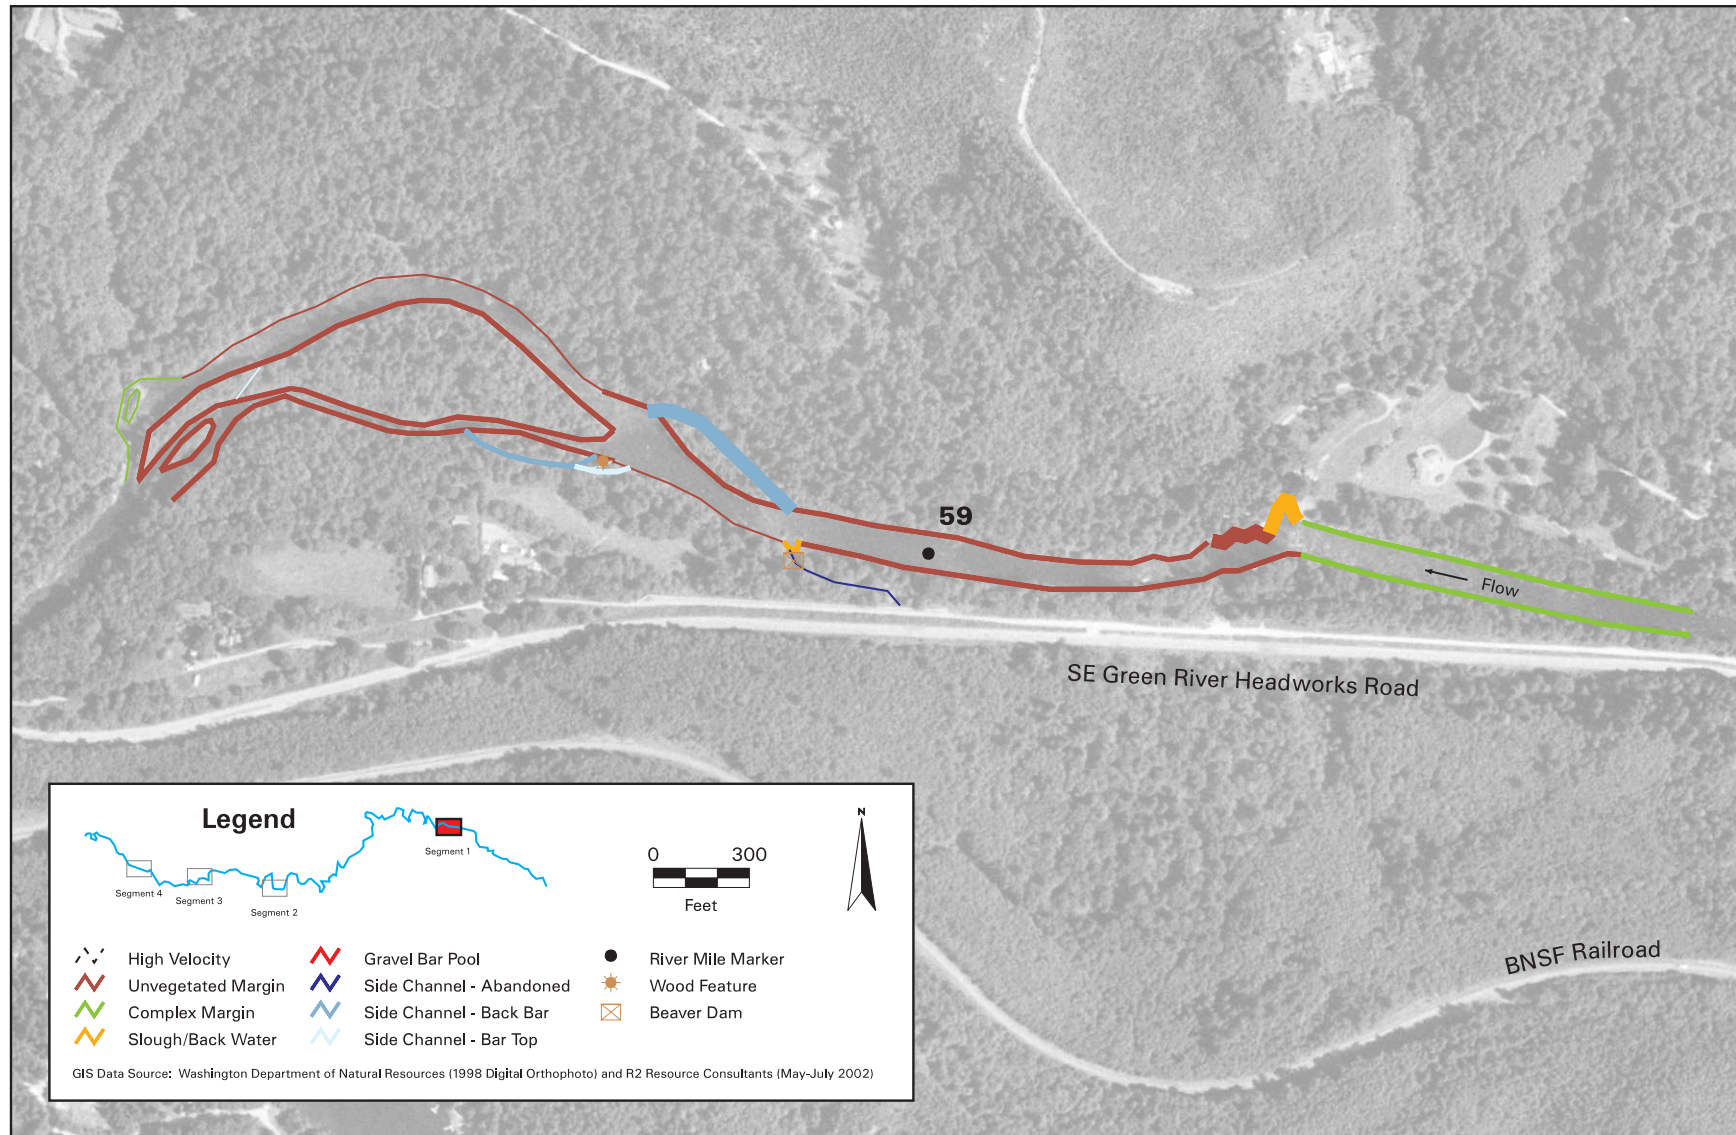 59
Flow
SE Green River Headworks Road
BNSF Railroad
Legend
Segment 1
Segment 2
Segment 3
Segment 4
0 300
Feet
N
High Velocity
Unvegetated Margin
Complex Margin
Slough/Back Water
Gravel Bar Pool
Side Channel - Abandoned
Side Channel - Back Bar
Side Channel - Bar Top
River Mile Marker
Wood Feature
Beaver Dam
GIS Data Source: Washington Department of Natural Resources (1998 Digital Orthophoto) and R2 Resource Consultants (May-July 2002)